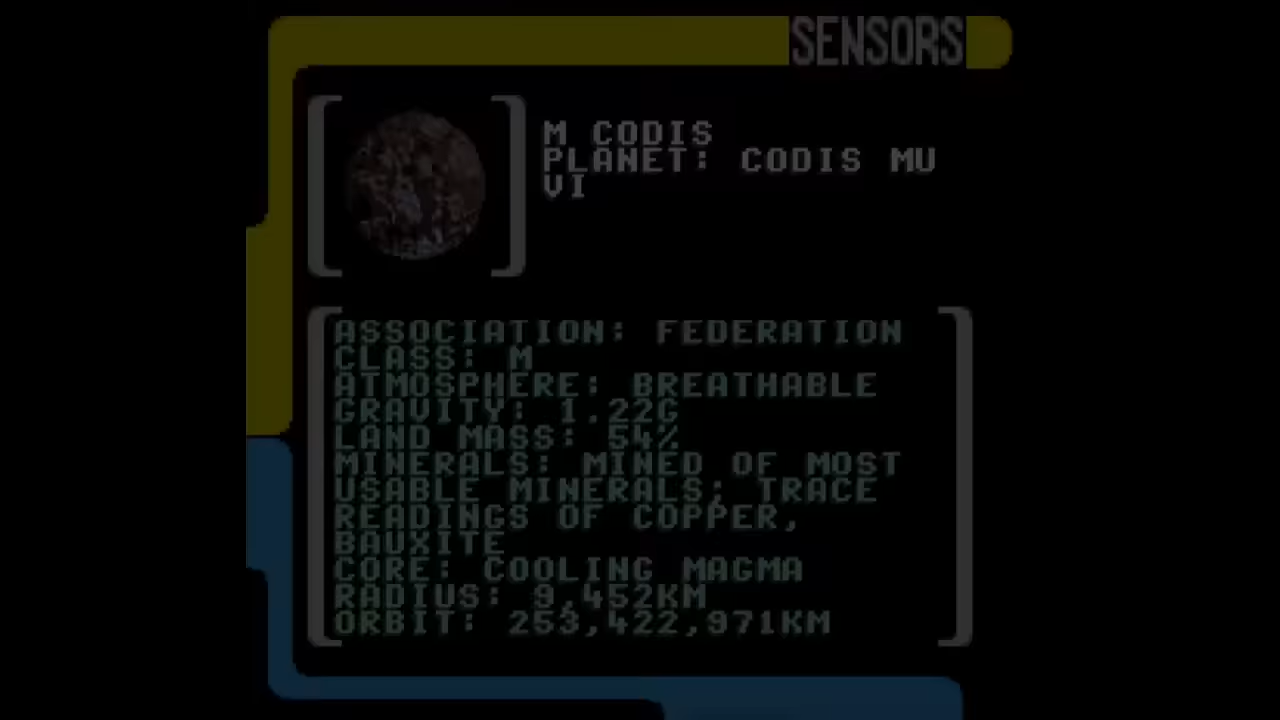 SENSORS
M CODIS
PLANET: CODIS MU
VI
ASSOCIATION: FEDERATION
CLASS: M
ATMOSPHERE: BREATHABLE
GRAVITY: 1.22G
LAND MASS: 54%
MINERALS: MINED OF MOST
USABLE MINERALS; TRACE
READINGS OF COPPER,
BAUXITE
CORE: COOLING MAGMA
RADIUS: 9,452KM
ORBIT: 253,422,971KM